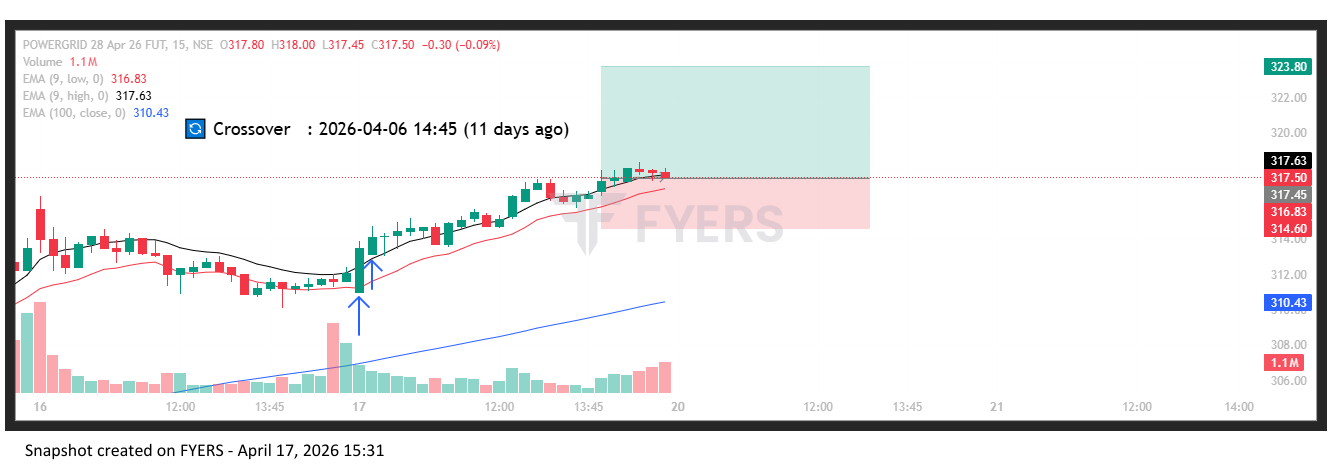 POWERGRID 28 Apr 26 FUT, 15, NSE O317.80 H318.00 L317.45 C317.50 −0.30 (−0.09%)
Volume 1.1M
EMA (9, low, 0) 316.83
EMA (9, high, 0) 317.63
EMA (100, close, 0) 310.43
Crossover : 2026-04-06 14:45 (11 days ago)
323.80
322.00
320.00
317.63
317.50
317.45
316.83
314.60
314.00
312.00
310.43
308.00
1.1M
306.00
FYERS
16 12:00 13:45 17 12:00 13:45 20 12:00 13:45 21 12:00 14:00
Snapshot created on FYERS - April 17, 2026 15:31